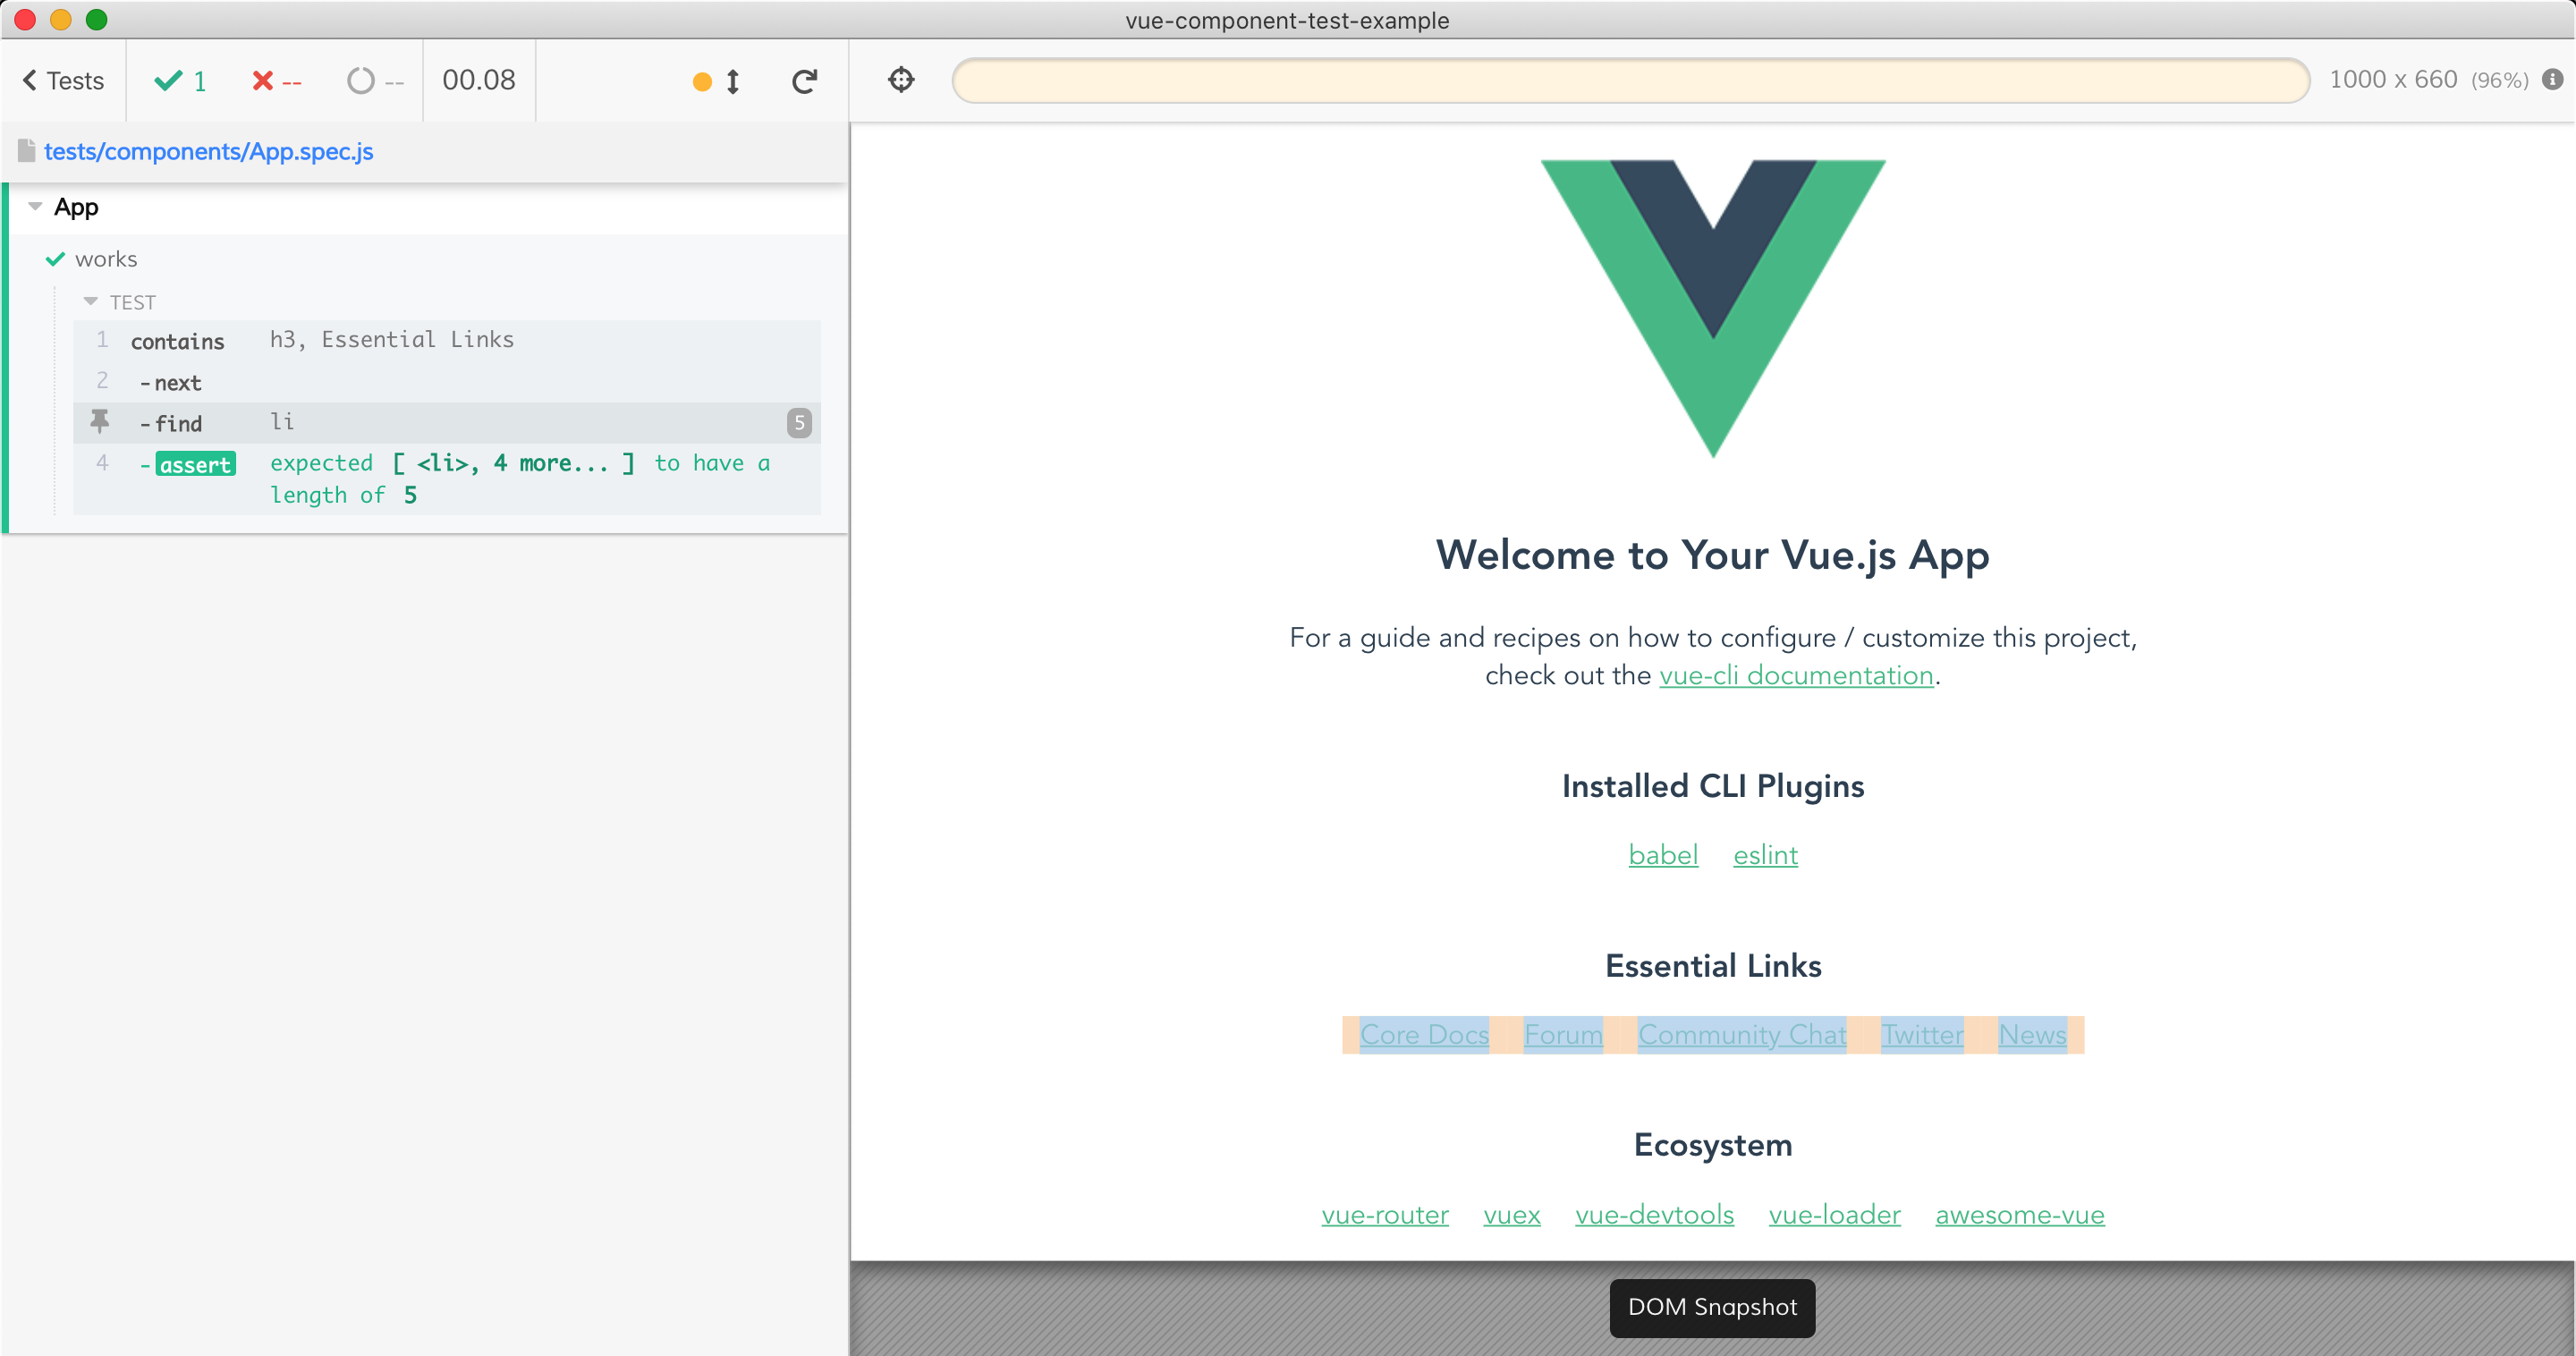 vue-component-test-example
Tests 1 -- -- 00.08
1000 x 660 (96%)
tests/components/App.spec.js
App
works
TEST
1 contains h3, Essential Links
2 -next
-find li 5
4 -assert expected [ <li>, 4 more... ] to have a
length of 5
Welcome to Your Vue.js App
For a guide and recipes on how to configure / customize this project,
check out the vue-cli documentation.
Installed CLI Plugins
babel eslint
Essential Links
Core Docs Forum Community Chat Twitter News
Ecosystem
vue-router vuex vue-devtools vue-loader awesome-vue
DOM Snapshot